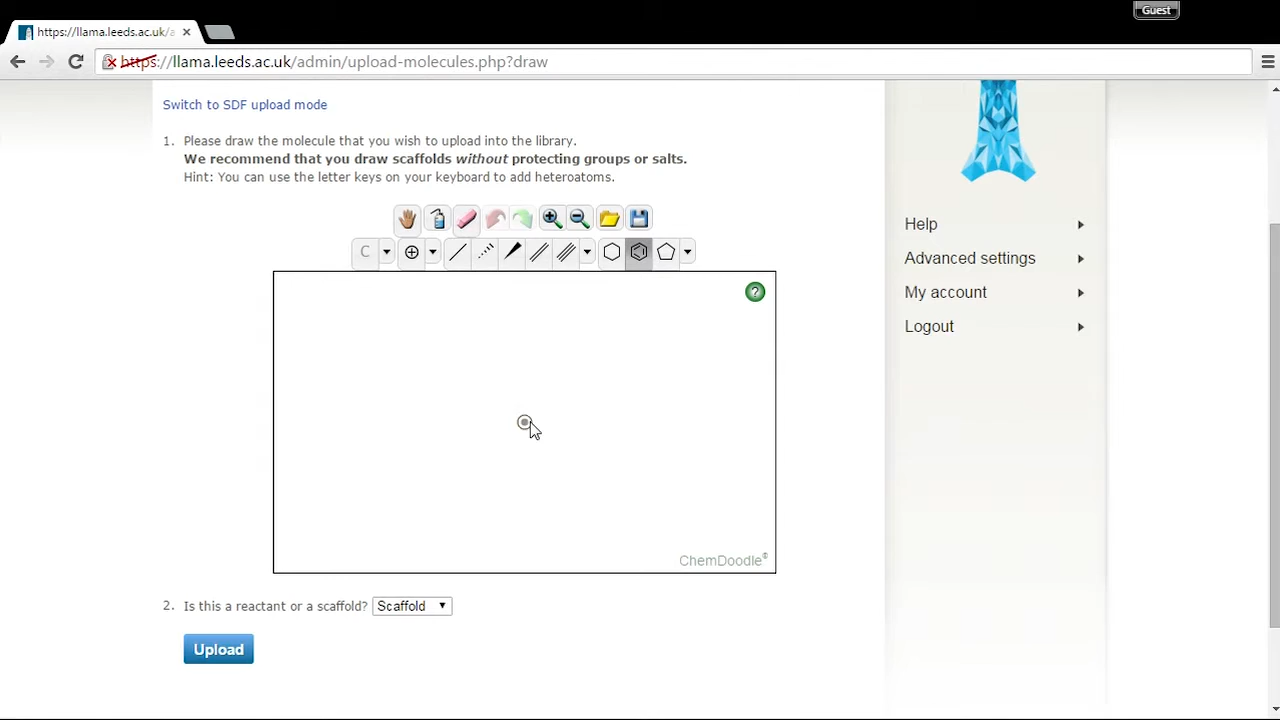 Guest
https://llama.leeds.ac.uk/a
https://llama.leeds.ac.uk/admin/upload-molecules.php?draw
Switch to SDF upload mode
1. Please draw the molecule that you wish to upload into the library.
We recommend that you draw scaffolds without protecting groups or salts.
Hint: You can use the letter keys on your keyboard to add heteroatoms.
C
?
ChemDoodle®
2. Is this a reactant or a scaffold? Scaffold
Upload
Help
Advanced settings
My account
Logout